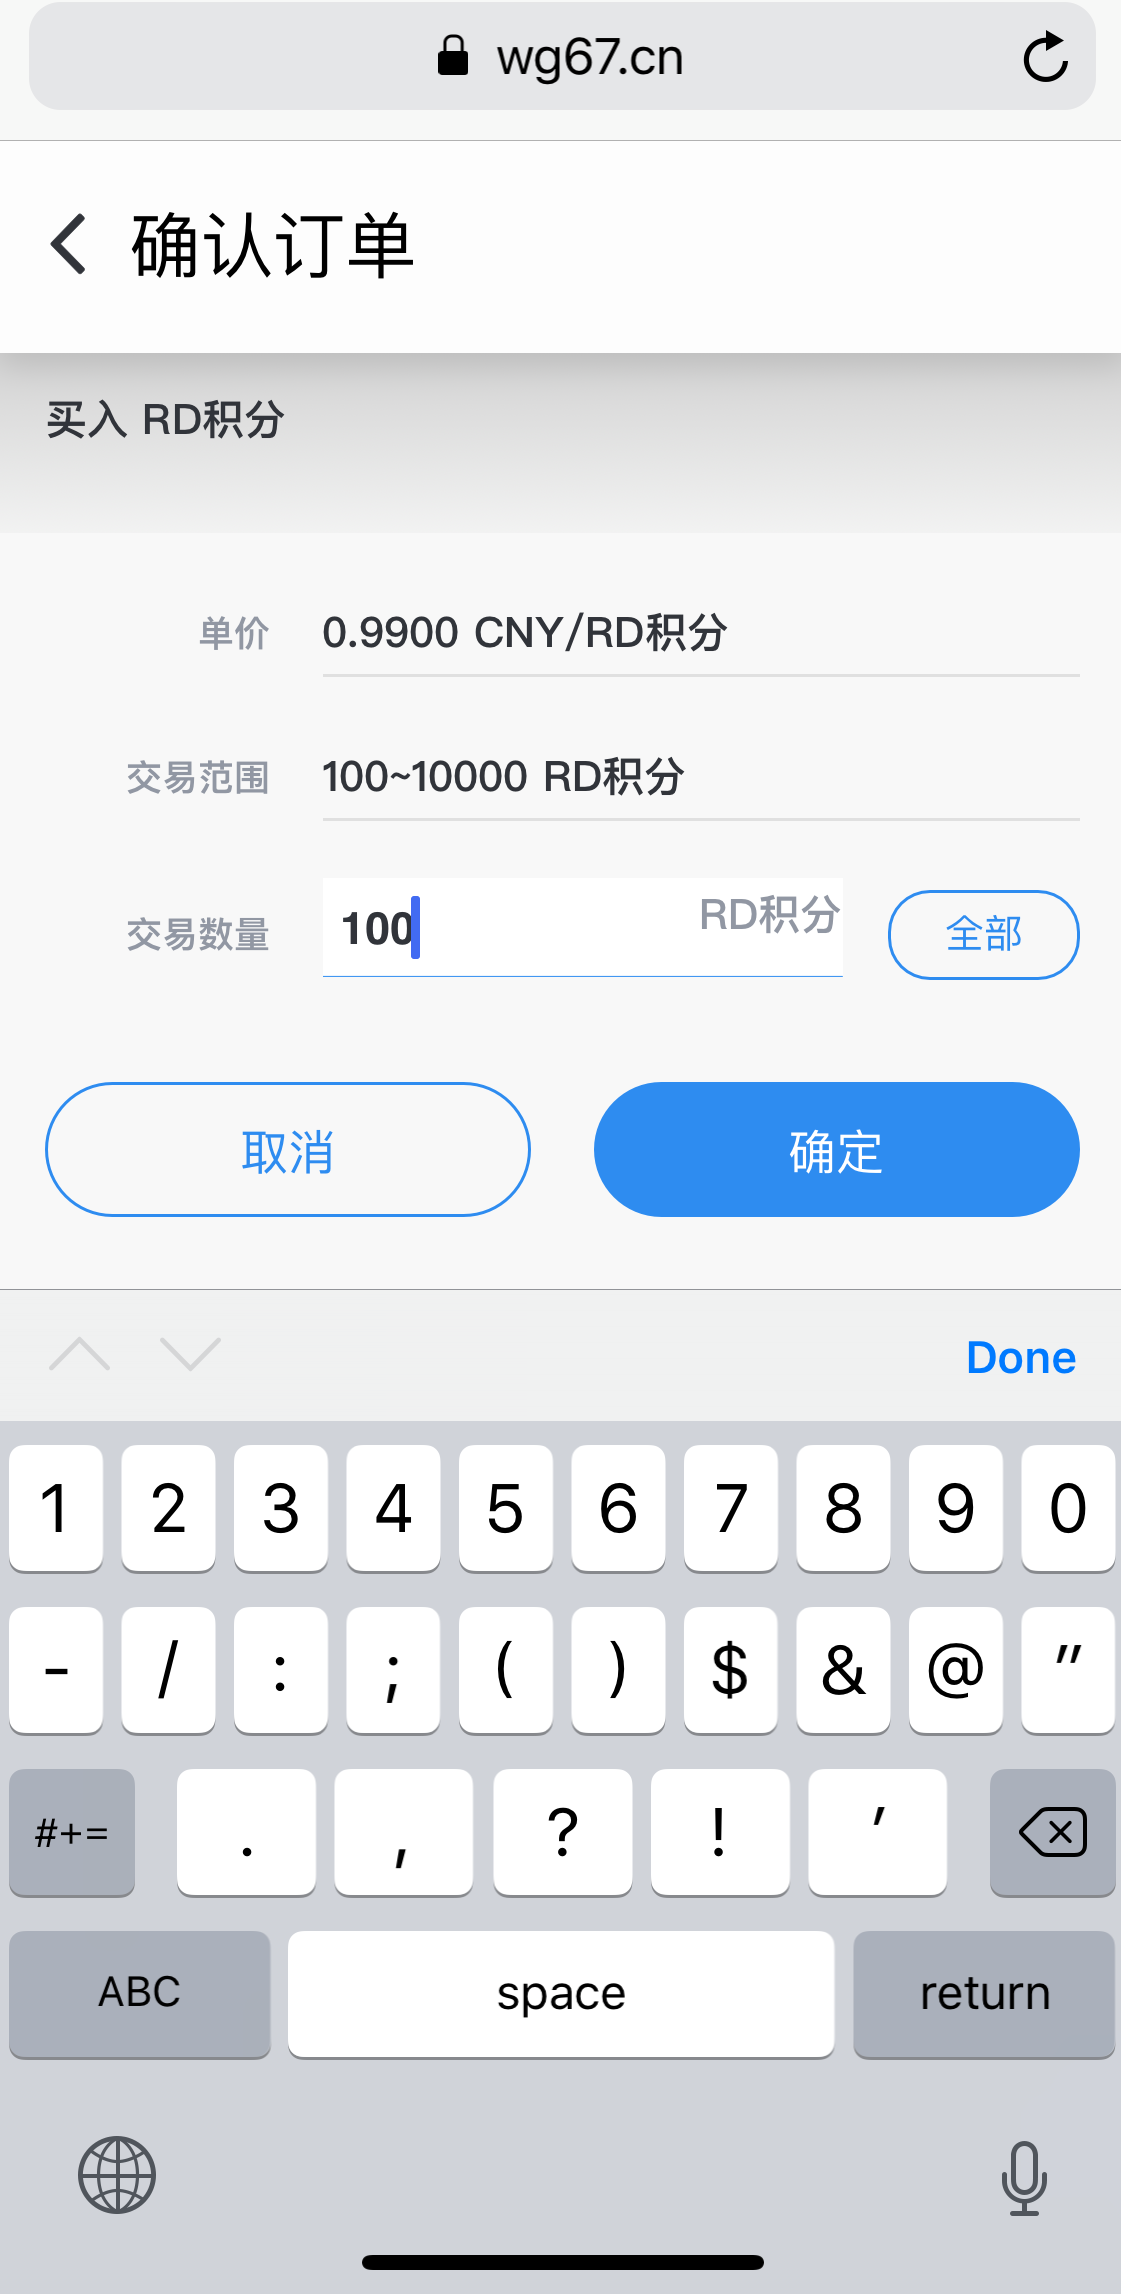 wg67.cn
确认订单
买入 RD积分
单价 0.9900 CNY/RD积分
交易范围 100~10000 RD积分
交易数量 100 RD积分 全部
取消 确定
Done
1 2 3 4 5 6 7 8 9 0
- / : ; ( ) $ & @ "
#+= . , ? ! '
ABC space return